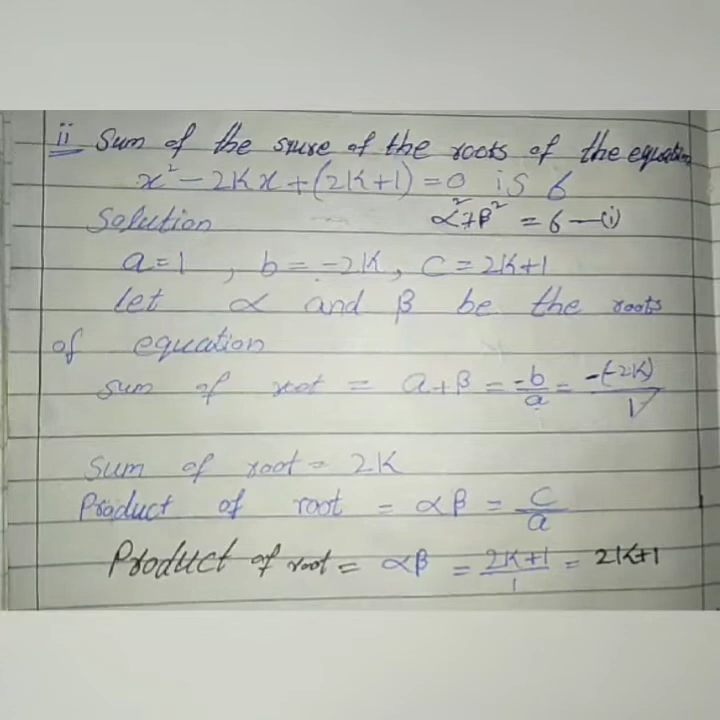 ii Sum of the squre of the roots of the equation
x² - 2Kx + (2K+1) = 0 is 6
Solution α² + β² = 6 — (i)
a = 1 , b = -2K, C = 2K+1
let α and β be the roots
of equation
sum of root = a + β = -b/a = -(-2K)/1
Sum of root = 2K
Product of root = αβ = C/a
Product of root = αβ = 2K+1/1 = 2K+1